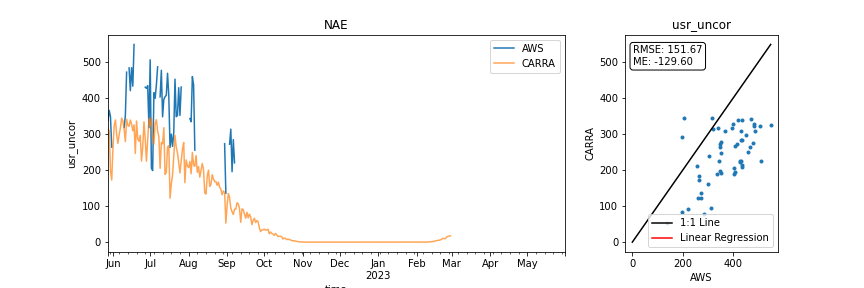 NAE
usr_uncor
500
400
300
200
100
0
AWS
CARRA
Jun Jul Aug Sep Oct Nov Dec Jan Feb Mar Apr May
2023
time
usr_uncor
CARRA
500
400
300
200
100
0
RMSE: 151.67
ME: -129.60
1:1 Line
Linear Regression
0 200 400
AWS